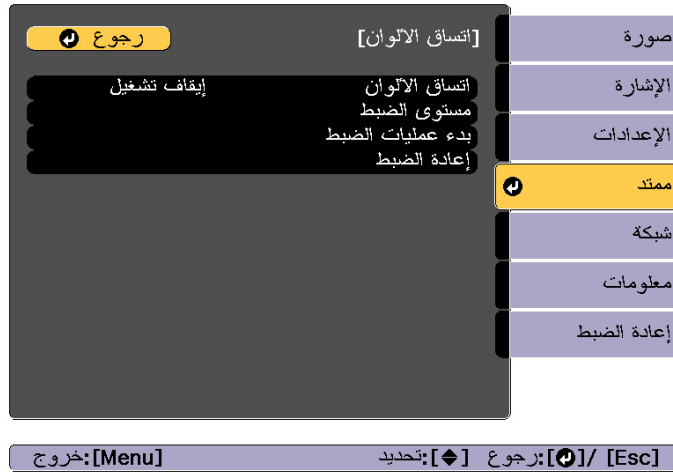 [اتساق الألوان]
رجوع
اتساق الألوان إيقاف تشغيل
مستوى الضبط
بدء عمليات الضبط
إعادة الضبط
صورة
الإشارة
الإعدادات
ممتد
شبكة
معلومات
إعادة الضبط
[Esc] /[]:رجوع []:تحديد [Menu]:خروج